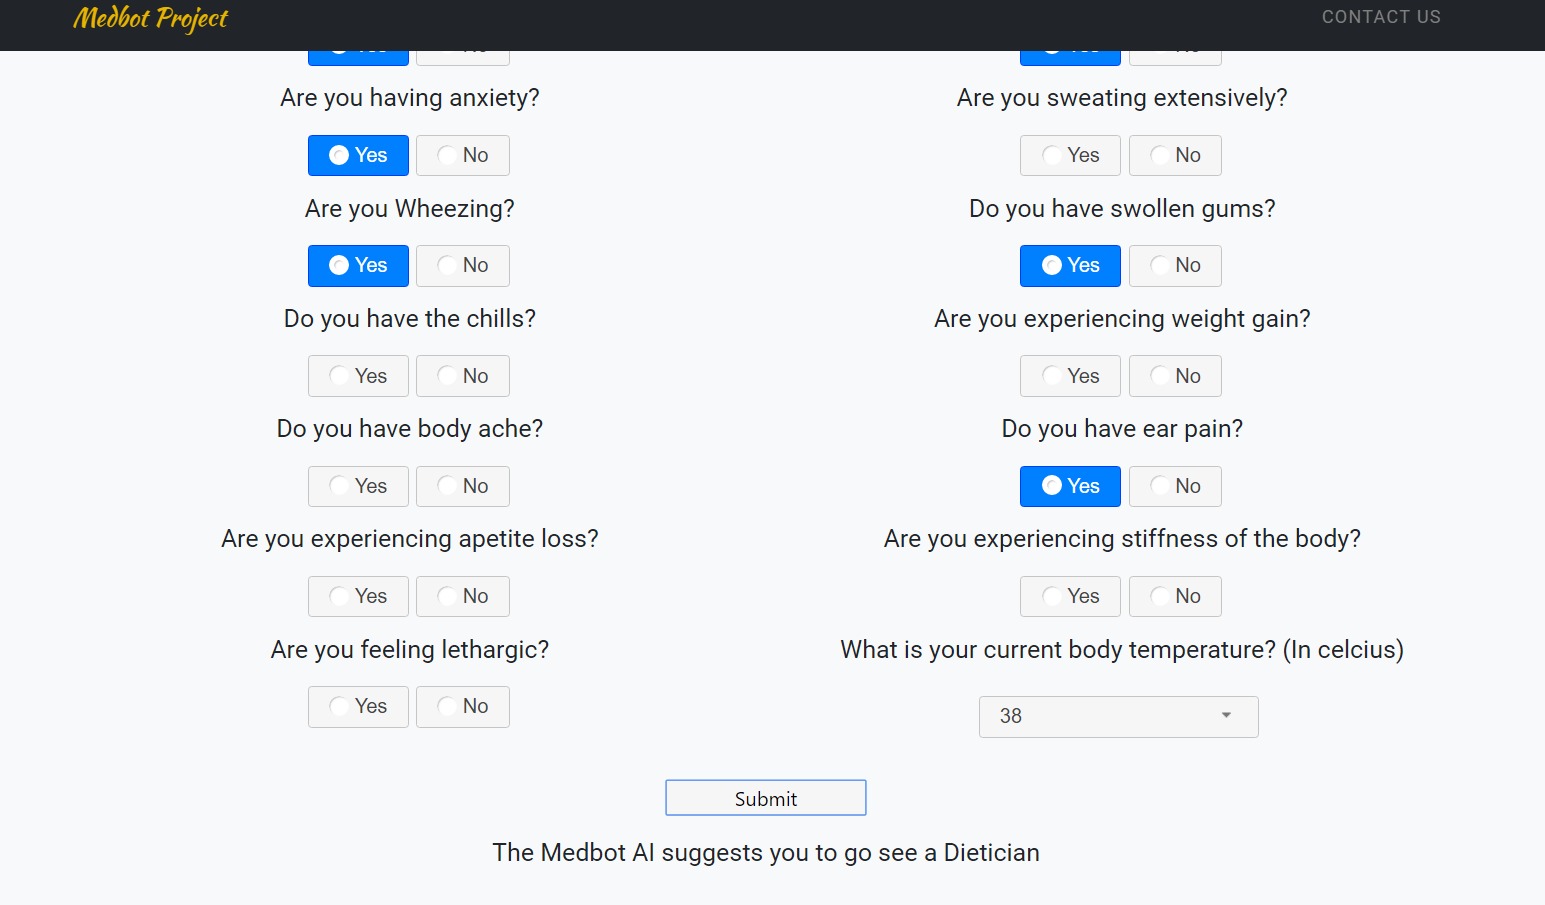 Medbot Project CONTACT US
Are you having anxiety? Are you sweating extensively?
Yes No Yes No
Are you Wheezing? Do you have swollen gums?
Yes No Yes No
Do you have the chills? Are you experiencing weight gain?
Yes No Yes No
Do you have body ache? Do you have ear pain?
Yes No Yes No
Are you experiencing apetite loss? Are you experiencing stiffness of the body?
Yes No Yes No
Are you feeling lethargic? What is your current body temperature? (In celcius)
Yes No 38
Submit
The Medbot AI suggests you to go see a Dietician